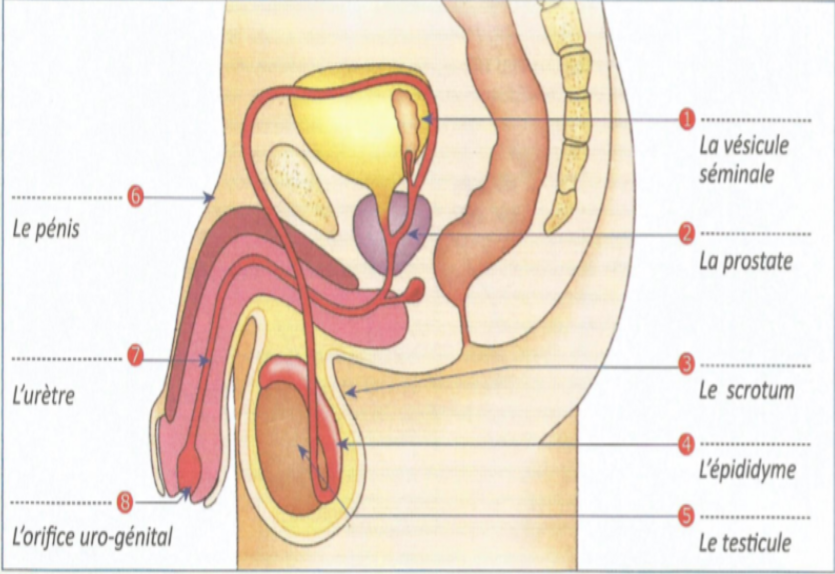 1
La vésicule
séminale
6
Le pénis
2
La prostate
7
L'urètre
3
Le scrotum
4
L'épididyme
8
L'orifice uro-génital
5
Le testicule